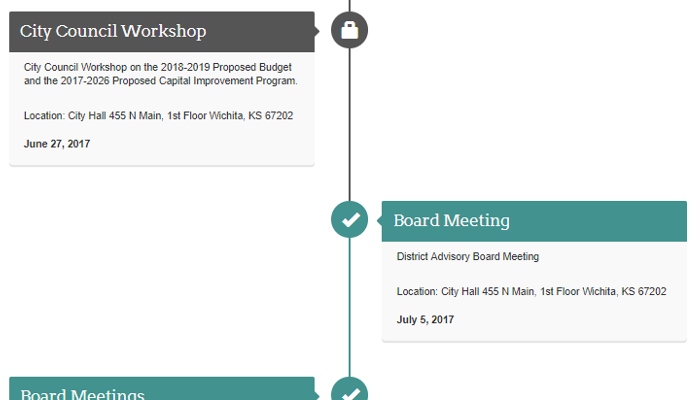 City Council Workshop
City Council Workshop on the 2018-2019 Proposed Budget
and the 2017-2026 Proposed Capital Improvement Program.
Location: City Hall 455 N Main, 1st Floor Wichita, KS 67202
June 27, 2017
Board Meeting
District Advisory Board Meeting
Location: City Hall 455 N Main, 1st Floor Wichita, KS 67202
July 5, 2017
Board Meetings